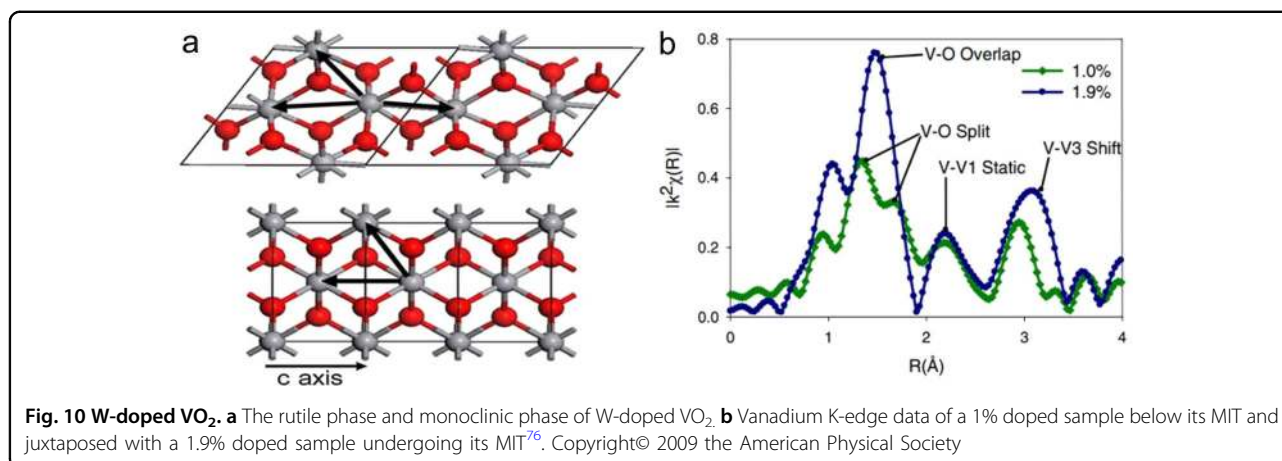 a
c axis
b
0.8
0.6
0.4
0.2
0.0
|k²χ(R)|
V-O Overlap
1.0%
1.9%
V-O Split
V-V1 Static
V-V3 Shift
0
1
2
3
4
R(Å)
Fig. 10 W-doped VO₂. a The rutile phase and monoclinic phase of W-doped VO₂. b Vanadium K-edge data of a 1% doped sample below its MIT and
juxtaposed with a 1.9% doped sample undergoing its MIT⁷⁶. Copyright© 2009 the American Physical Society